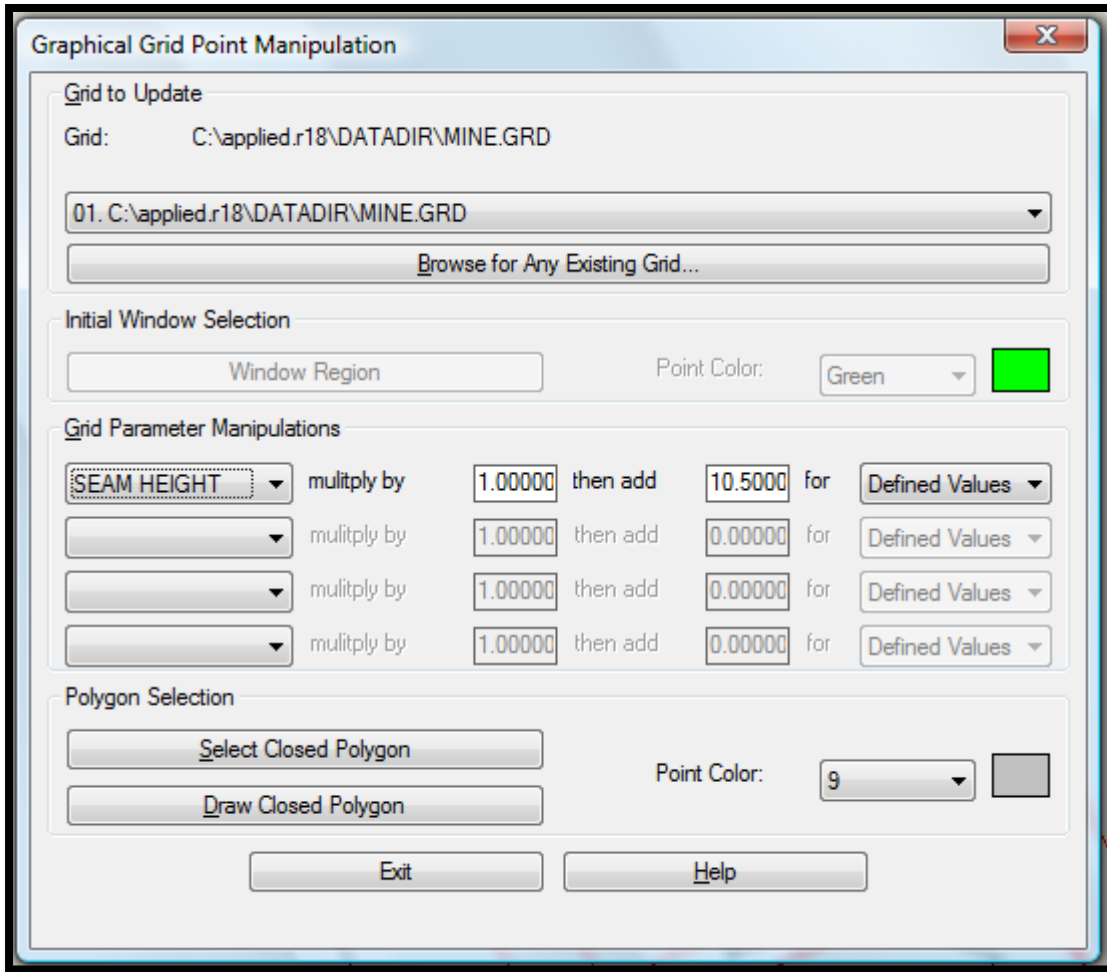 Graphical Grid Point Manipulation
Grid to Update
Grid: C:\applied.r18\DATADIR\MINE.GRD
01. C:\applied.r18\DATADIR\MINE.GRD
Browse for Any Existing Grid...
Initial Window Selection
Window Region Point Color: Green
Grid Parameter Manipulations
SEAM HEIGHT mulitply by 1.00000 then add 10.5000 for Defined Values
mulitply by 1.00000 then add 0.00000 for Defined Values
mulitply by 1.00000 then add 0.00000 for Defined Values
mulitply by 1.00000 then add 0.00000 for Defined Values
Polygon Selection
Select Closed Polygon
Point Color: 9
Draw Closed Polygon
Exit Help